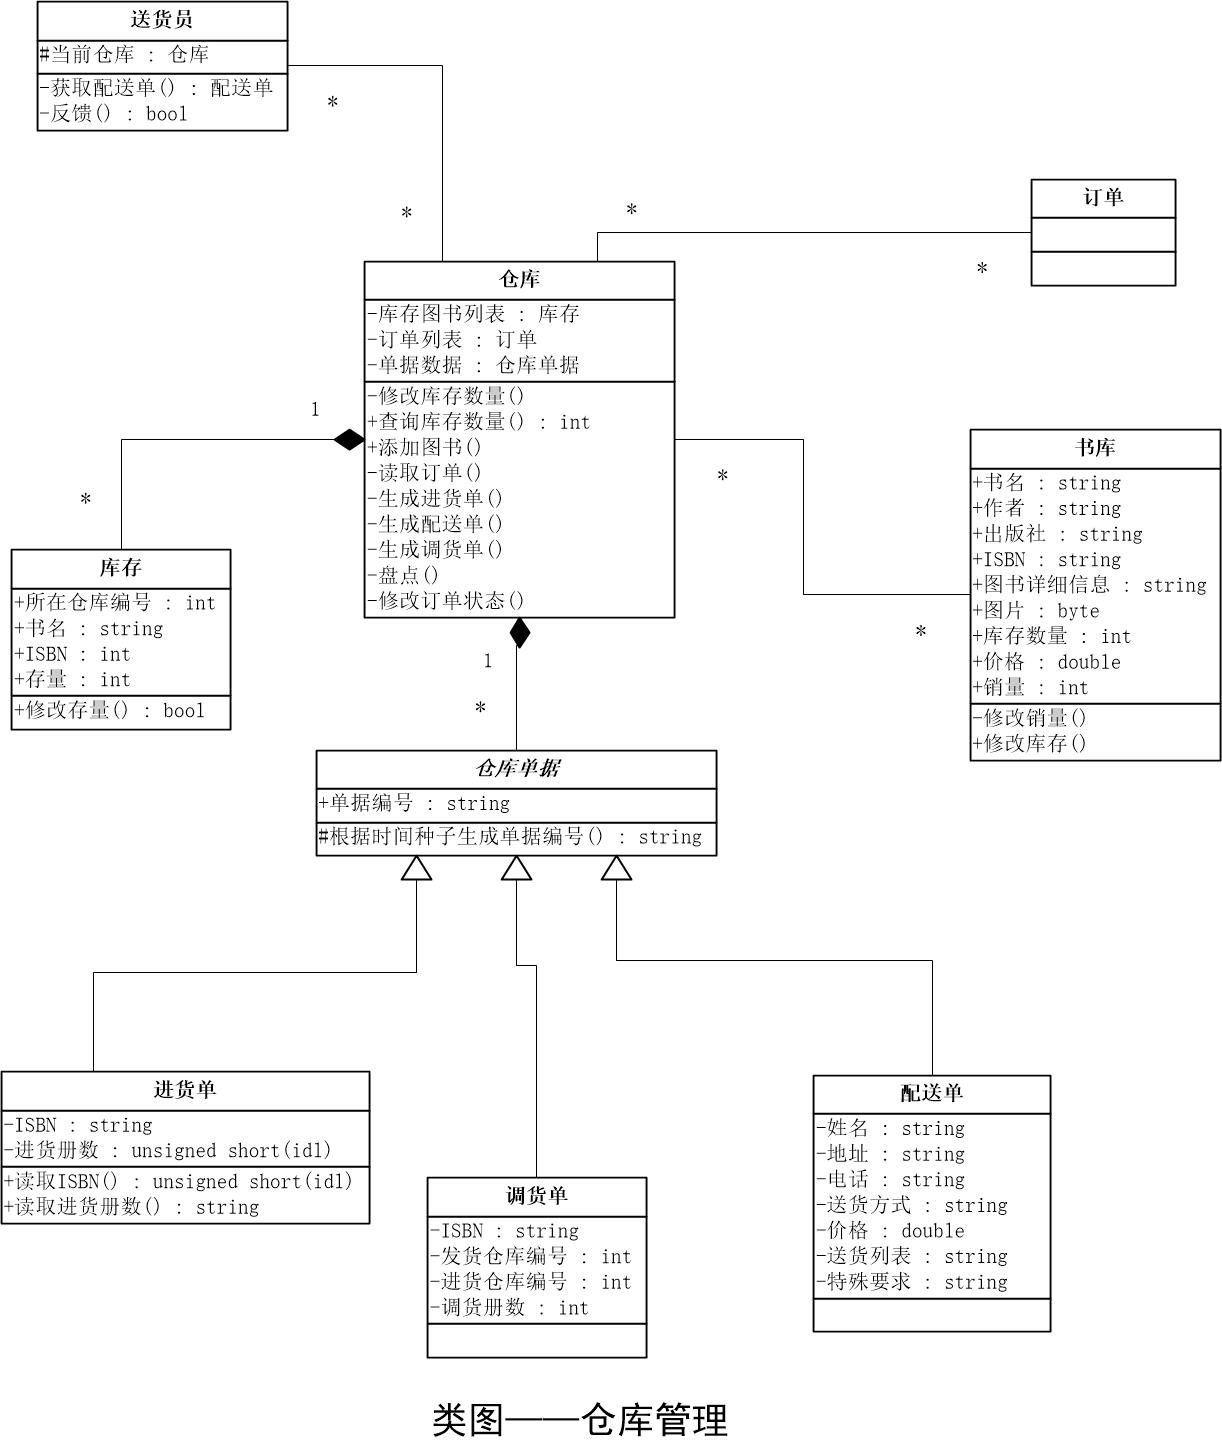 送货员
#当前仓库 : 仓库
-获取配送单() : 配送单
-反馈() : bool
*
*
*
*
订单
仓库
-库存图书列表 : 库存
-订单列表 : 订单
-单据数据 : 仓库单据
-修改库存数量()
+查询库存数量() : int
+添加图书()
-读取订单()
-生成进货单()
-生成配送单()
-生成调货单()
-盘点()
-修改订单状态()
1
*
*
*
1
*
书库
+书名 : string
+作者 : string
+出版社 : string
+ISBN : string
+图书详细信息 : string
+图片 : byte
+库存数量 : int
+价格 : double
+销量 : int
-修改销量()
+修改库存()
库存
+所在仓库编号 : int
+书名 : string
+ISBN : int
+存量 : int
+修改存量() : bool
仓库单据
+单据编号 : string
#根据时间种子生成单据编号() : string
进货单
-ISBN : string
-进货册数 : unsigned short(idl)
+读取ISBN() : unsigned short(idl)
+读取进货册数() : string
调货单
-ISBN : string
-发货仓库编号 : int
-进货仓库编号 : int
-调货册数 : int
配送单
-姓名 : string
-地址 : string
-电话 : string
-送货方式 : string
-价格 : double
-送货列表 : string
-特殊要求 : string
类图——仓库管理